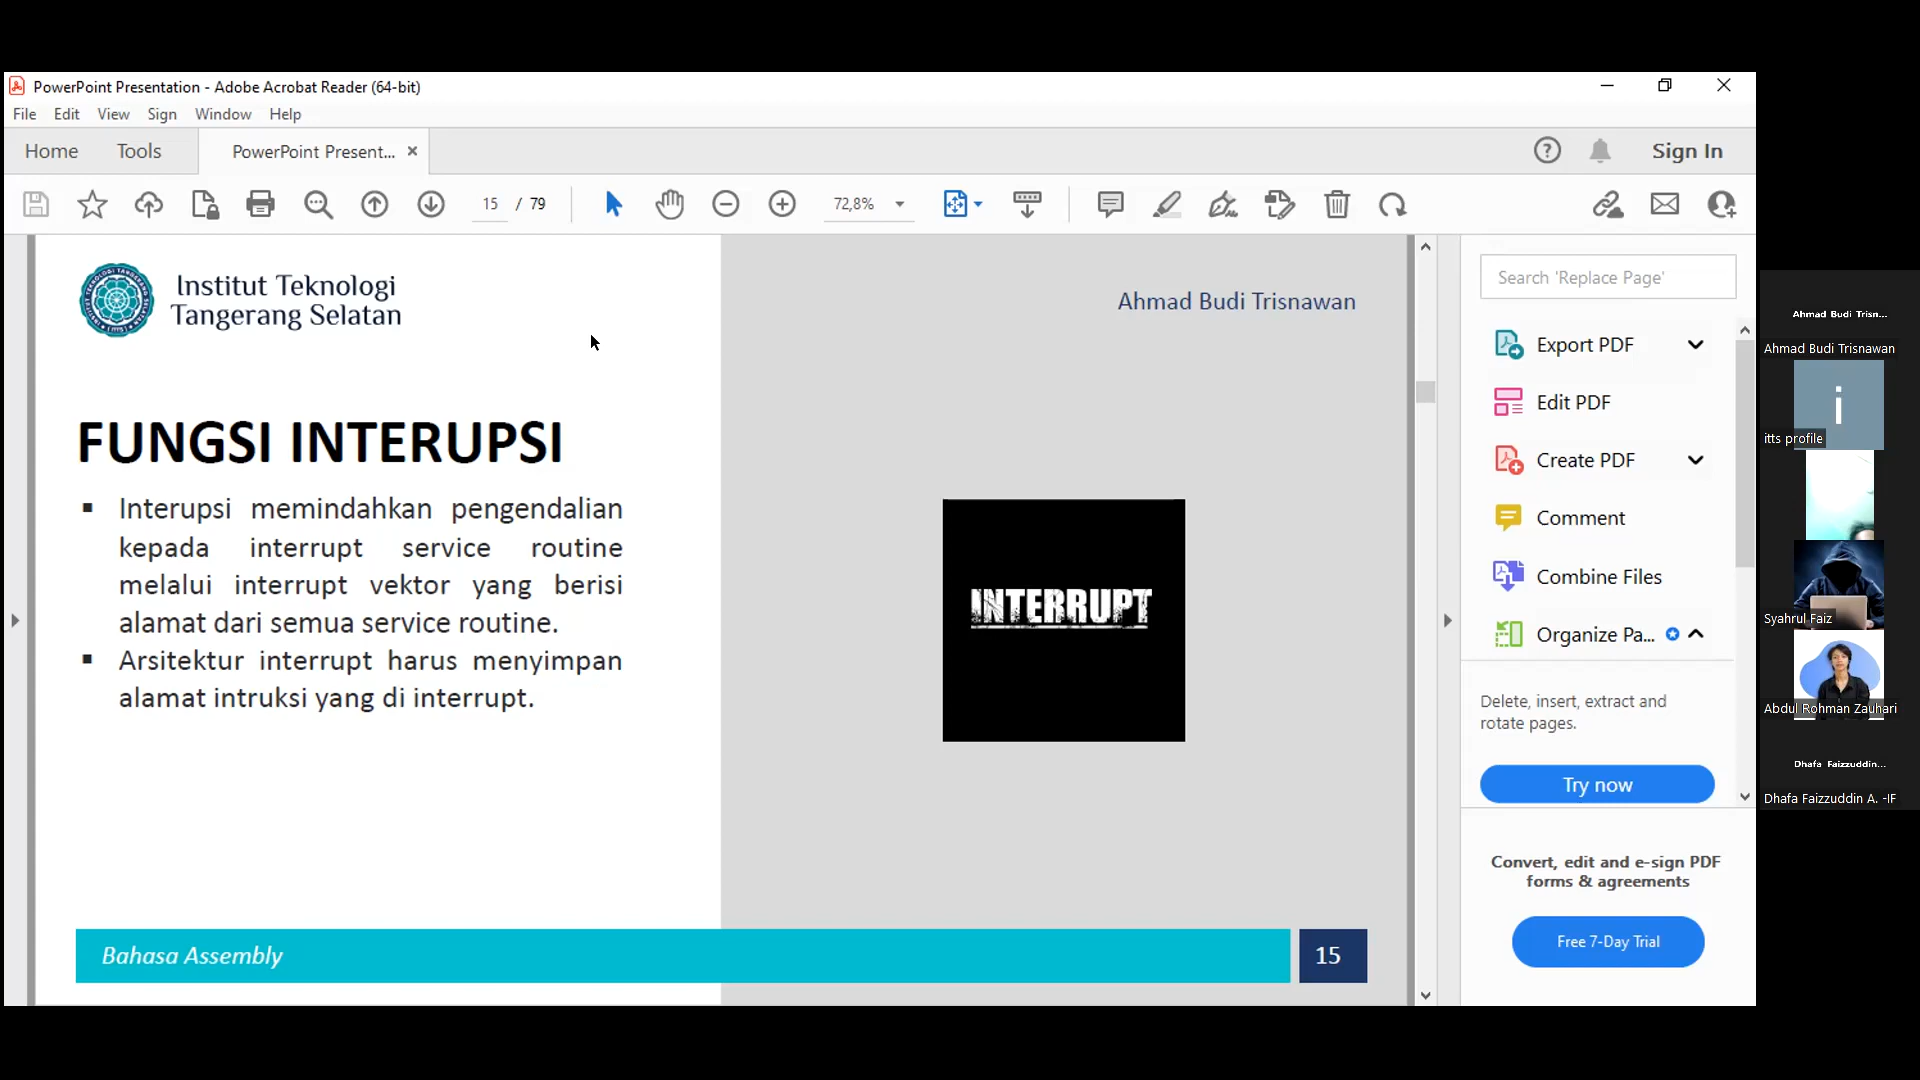 PowerPoint Presentation - Adobe Acrobat Reader (64-bit)
File Edit View Sign Window Help
Home Tools PowerPoint Present... Sign In
15 / 79 72,8%
Institut Teknologi
Tangerang Selatan
Ahmad Budi Trisnawan
FUNGSI INTERUPSI
▪ Interupsi memindahkan pengendalian
kepada interrupt service routine
melalui interrupt vektor yang berisi
alamat dari semua service routine.
▪ Arsitektur interrupt harus menyimpan
alamat intruksi yang di interrupt.
INTERRUPT
Bahasa Assembly
15
Search 'Replace Page'
Export PDF
Edit PDF
Create PDF
Comment
Combine Files
Organize Pa...
Delete, insert, extract and
rotate pages.
Try now
Convert, edit and e-sign PDF
forms & agreements
Free 7-Day Trial
Ahmad Budi Trisn...
Ahmad Budi Trisnawan
i
itts profile
Syahrul Faiz
Abdul Rohman Zauhari
Dhafa Faizzuddin...
Dhafa Faizzuddin A. -IF